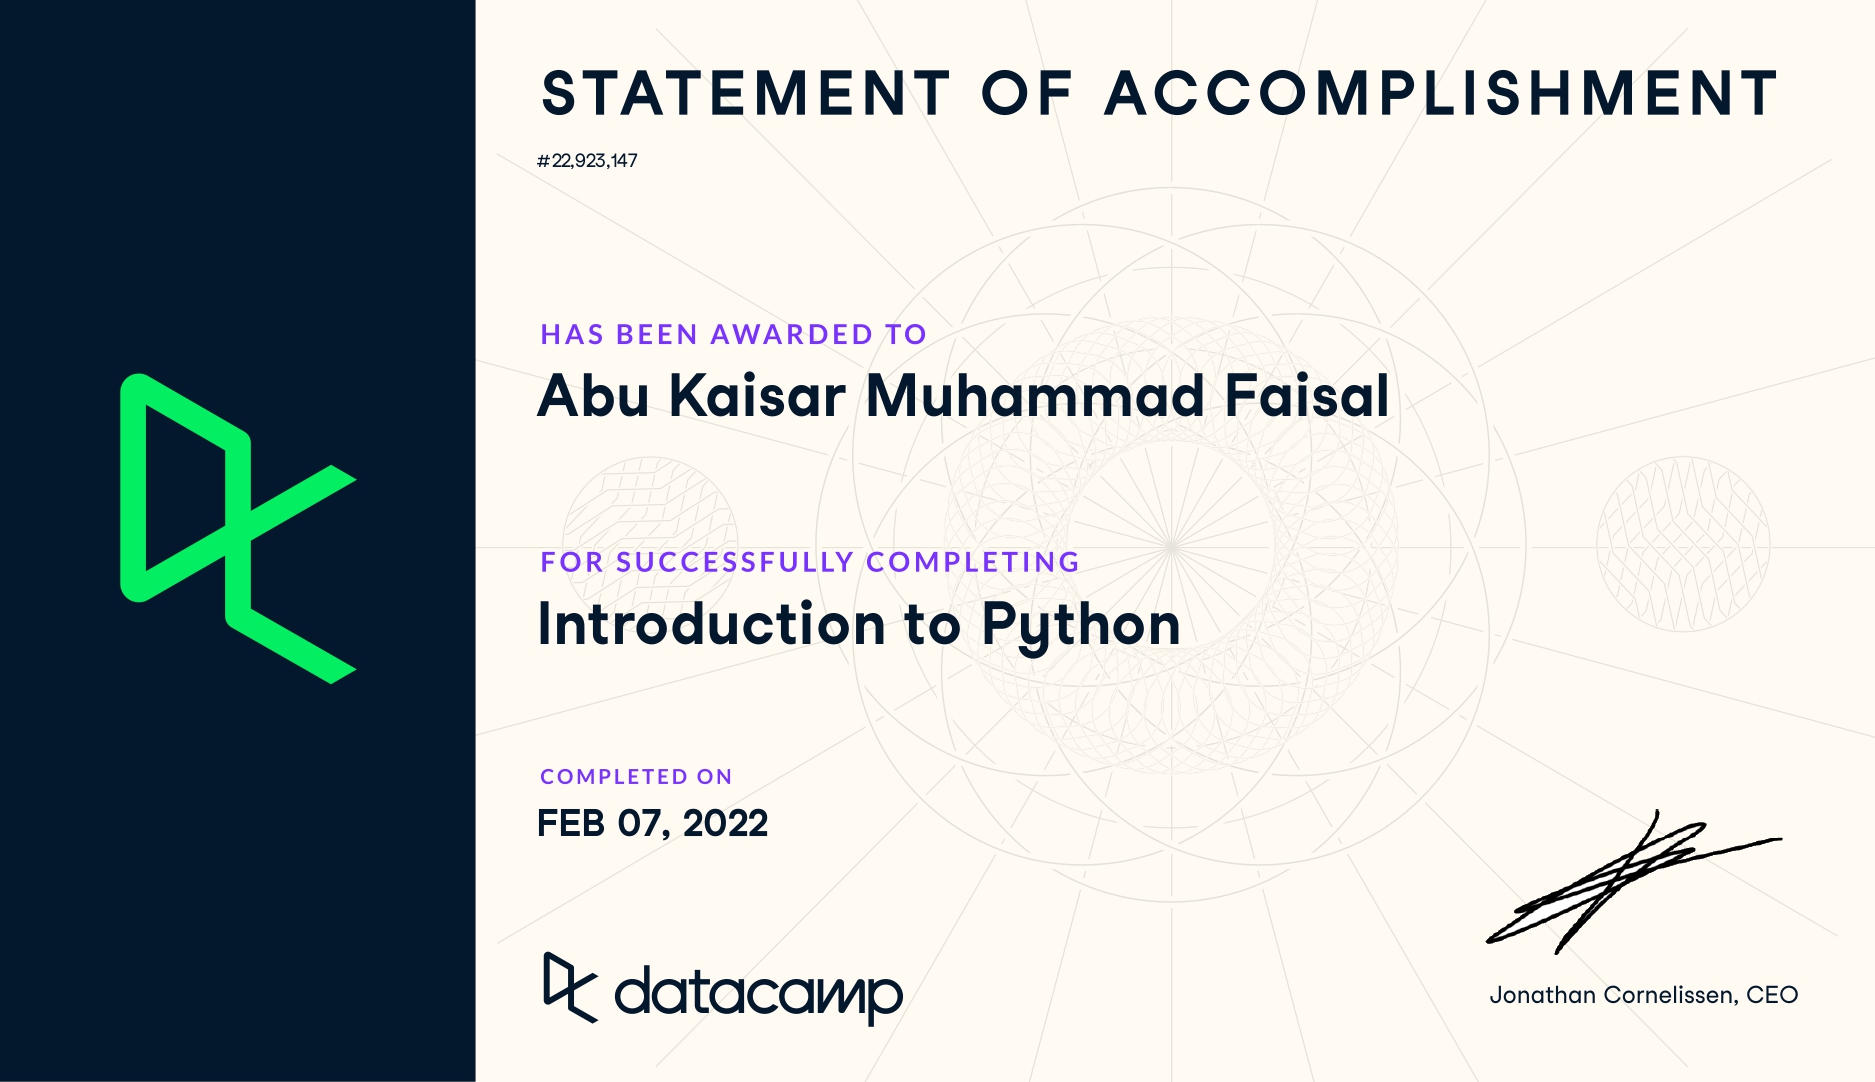 STATEMENT OF ACCOMPLISHMENT
#22,923,147
HAS BEEN AWARDED TO
Abu Kaisar Muhammad Faisal
FOR SUCCESSFULLY COMPLETING
Introduction to Python
COMPLETED ON
FEB 07, 2022
datacamp
Jonathan Cornelissen, CEO